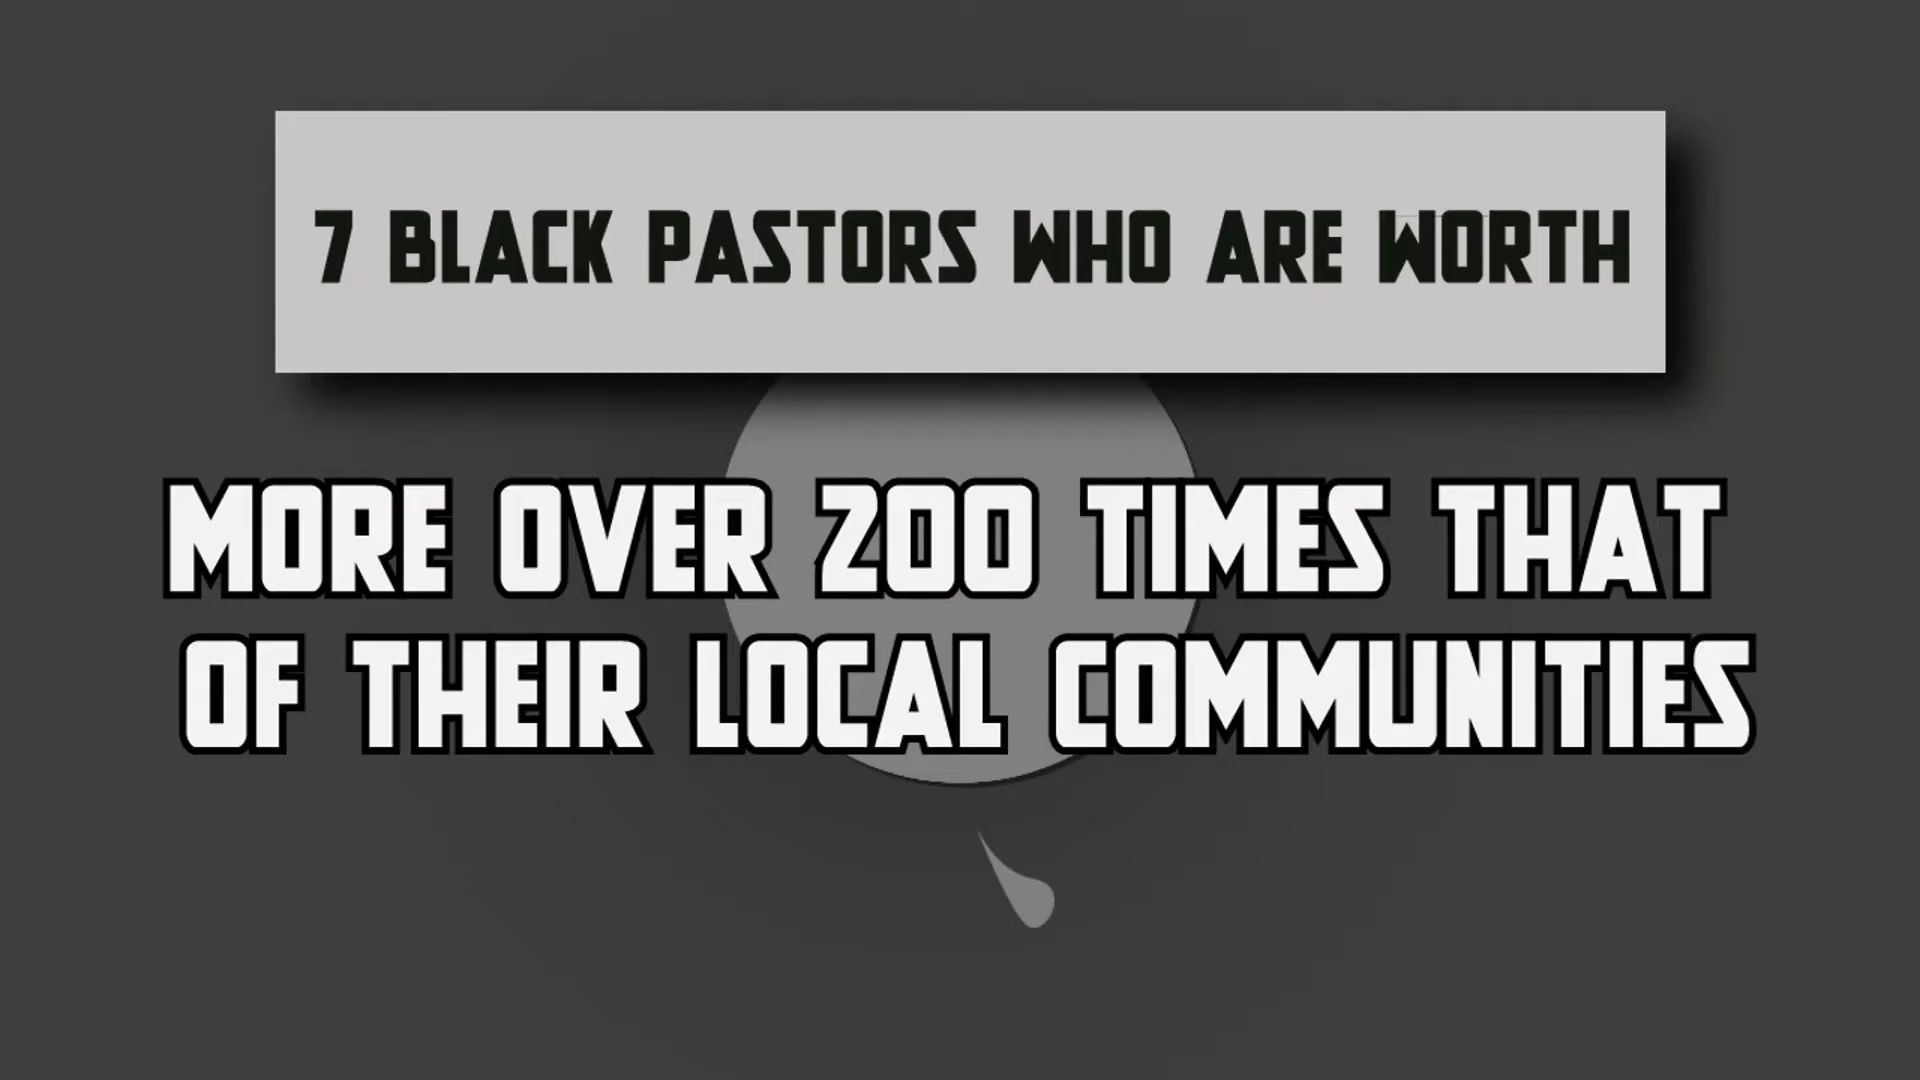 7 BLACK PASTORS WHO ARE WORTH
MORE OVER 200 TIMES THAT
OF THEIR LOCAL COMMUNITIES